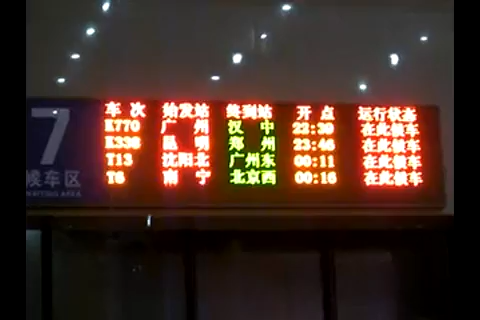 7
候车区
WAITING AREA
车 次 始发站 终到站 开 点 运行状态
K770 广 州 汉 中 22:30 在此候车
K338 昆 明 郑 州 23:46 在此候车
T13 沈阳北 广州东 00:11 在此候车
T6 南 宁 北京西 00:16 在此候车